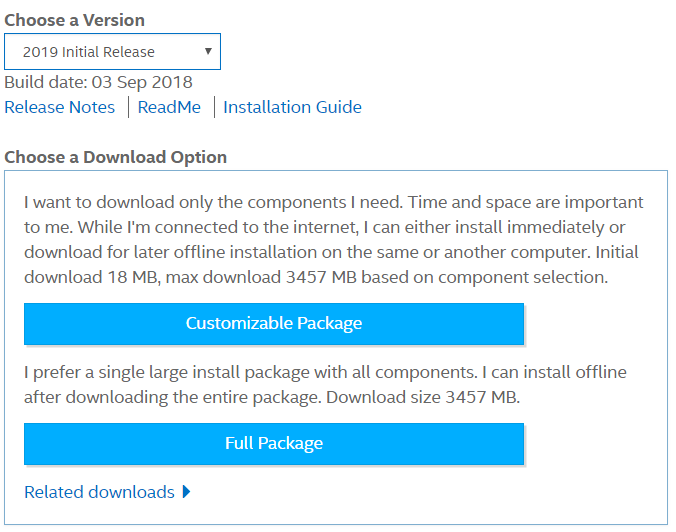 Choose a Version
2019 Initial Release
Build date: 03 Sep 2018
Release Notes | ReadMe | Installation Guide
Choose a Download Option
I want to download only the components I need. Time and space are important
to me. While I'm connected to the internet, I can either install immediately or
download for later offline installation on the same or another computer. Initial
download 18 MB, max download 3457 MB based on component selection.
Customizable Package
I prefer a single large install package with all components. I can install offline
after downloading the entire package. Download size 3457 MB.
Full Package
Related downloads